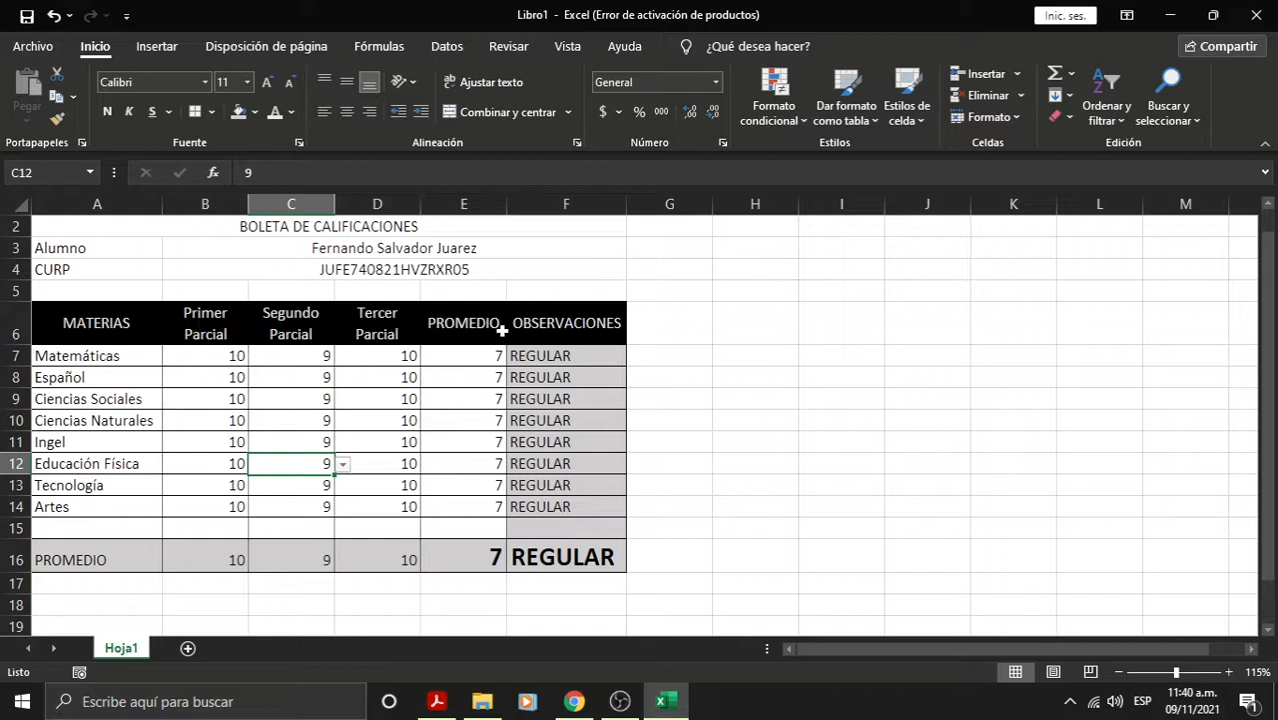 Libro1 - Excel (Error de activación de productos)
Inic. ses.
Archivo Inicio Insertar Disposición de página Fórmulas Datos Revisar Vista Ayuda ¿Qué desea hacer? Compartir
Pegar
Calibri 11
N K S
Ajustar texto
Combinar y centrar
General
$ % 000
Formato condicional
Dar formato como tabla
Estilos de celda
Insertar
Eliminar
Formato
Ordenar y filtrar
Buscar y seleccionar
Portapapeles Fuente Alineación Número Estilos Celdas Edición
C12 fx 9
A B C D E F G H I J K L M
2 BOLETA DE CALIFICACIONES
3 Alumno Fernando Salvador Juarez
4 CURP JUFE740821HVZRXR05
5
6 MATERIAS Primer Parcial Segundo Parcial Tercer Parcial PROMEDIO OBSERVACIONES
7 Matemáticas 10 9 10 7 REGULAR
8 Español 10 9 10 7 REGULAR
9 Ciencias Sociales 10 9 10 7 REGULAR
10 Ciencias Naturales 10 9 10 7 REGULAR
11 Ingel 10 9 10 7 REGULAR
12 Educación Física 10 9 10 7 REGULAR
13 Tecnología 10 9 10 7 REGULAR
14 Artes 10 9 10 7 REGULAR
15
16 PROMEDIO 10 9 10 7 REGULAR
17
18
19
Hoja1
Listo 115%
Escribe aquí para buscar
ESP
11:40 a.m.
09/11/2021
1